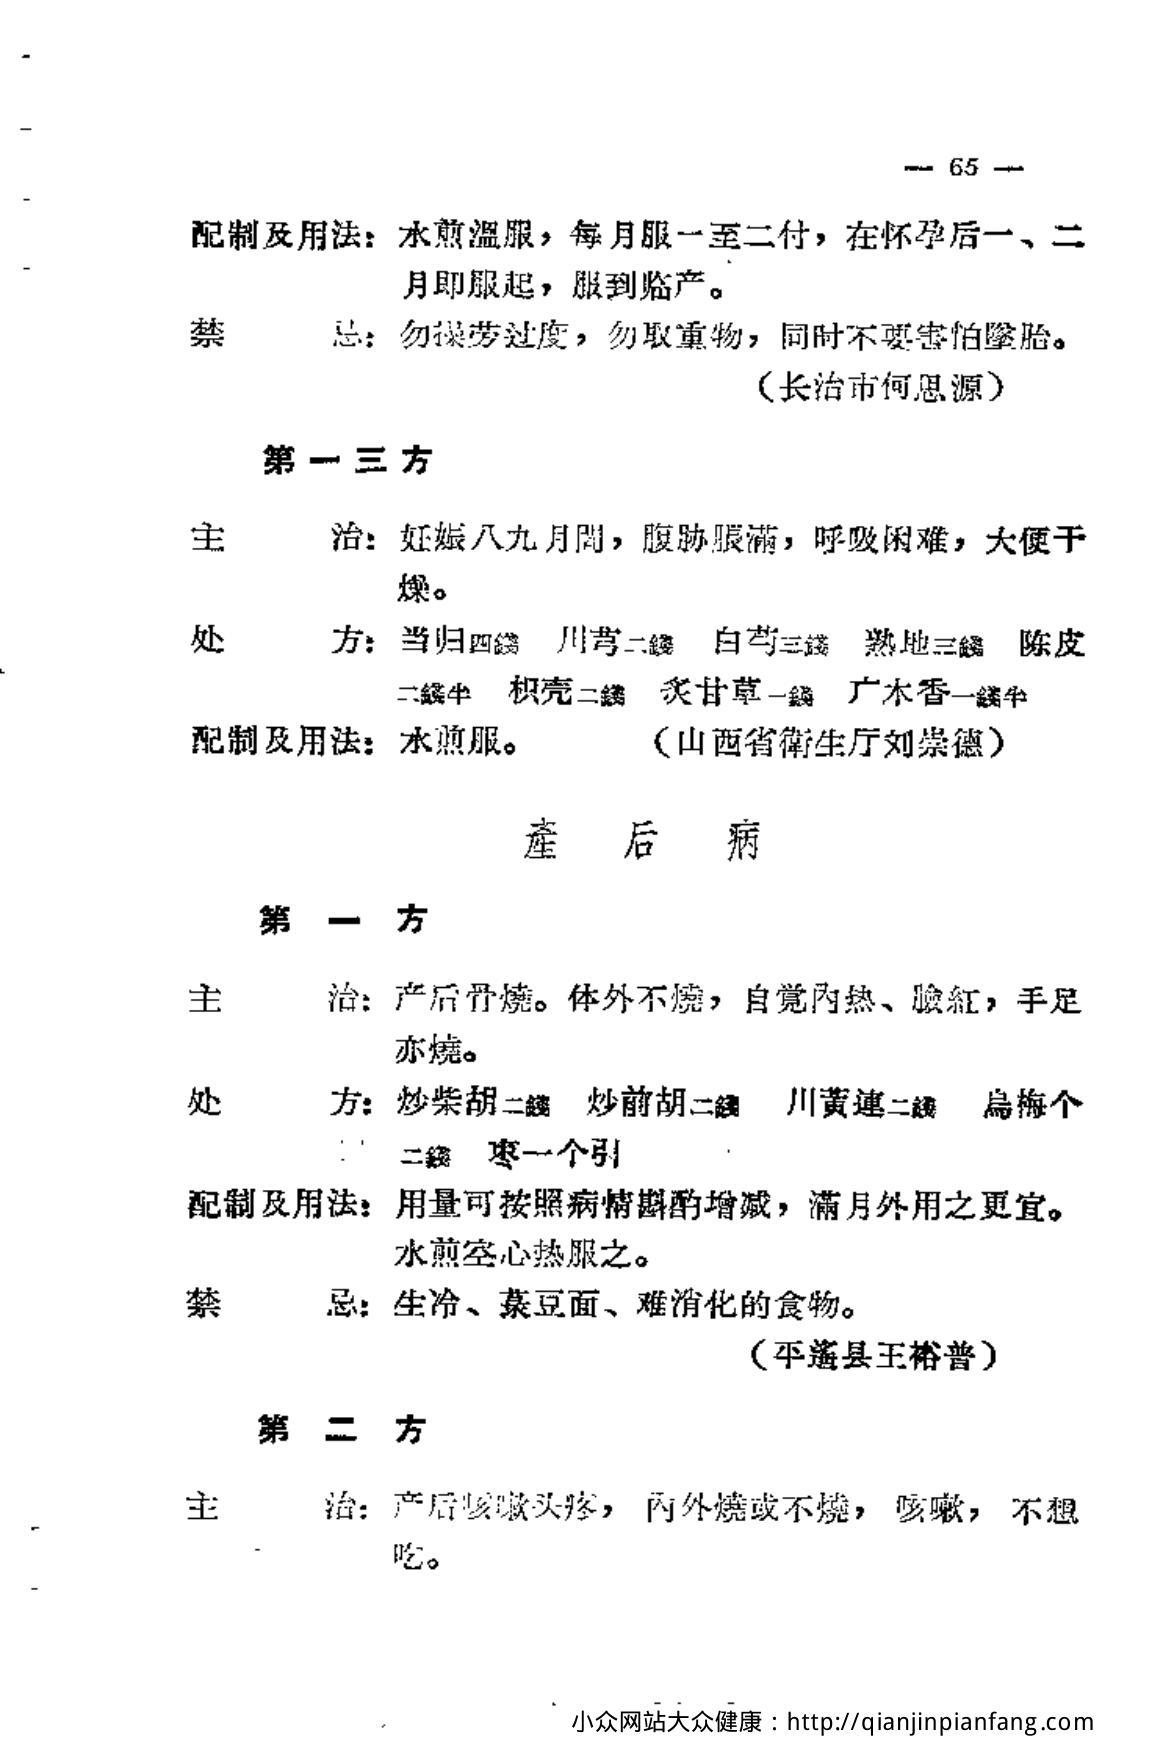 — 65 —
配制及用法：水煎溫服，每月服一至二付，在怀孕后一、二
月即服起，服到临产。
禁　　忌：勿操劳过度，勿取重物，同时不要害怕墜胎。
（长治市何思源）
第一三方
主　　治：妊娠八九月間，腹胁脹滿，呼吸困难，大便干
燥。
处　　方：当归四錢　川芎二錢　白芍三錢　熟地三錢　陈皮
二錢半　枳壳二錢　炙甘草一錢　广木香一錢半
配制及用法：水煎服。　　（山西省衛生厅刘崇德）
產　后　病
第　一　方
主　　治：产后骨燒。体外不燒，自覚內热、臉紅，手足
亦燒。
处　　方：炒柴胡二錢　炒前胡二錢　川黃連二錢　烏梅个
二錢　枣一个引
配制及用法：用量可按照病情斟酌增减，滿月外用之更宜。
水煎空心热服之。
禁　　忌：生冷、荗豆面、难消化的食物。
（平遙县王裕普）
第　二　方
主　　治：产后咳嗽头疼，內外燒或不燒，咳嗽，不想
吃。
小众网站大众健康：http://qianjinpianfang.com